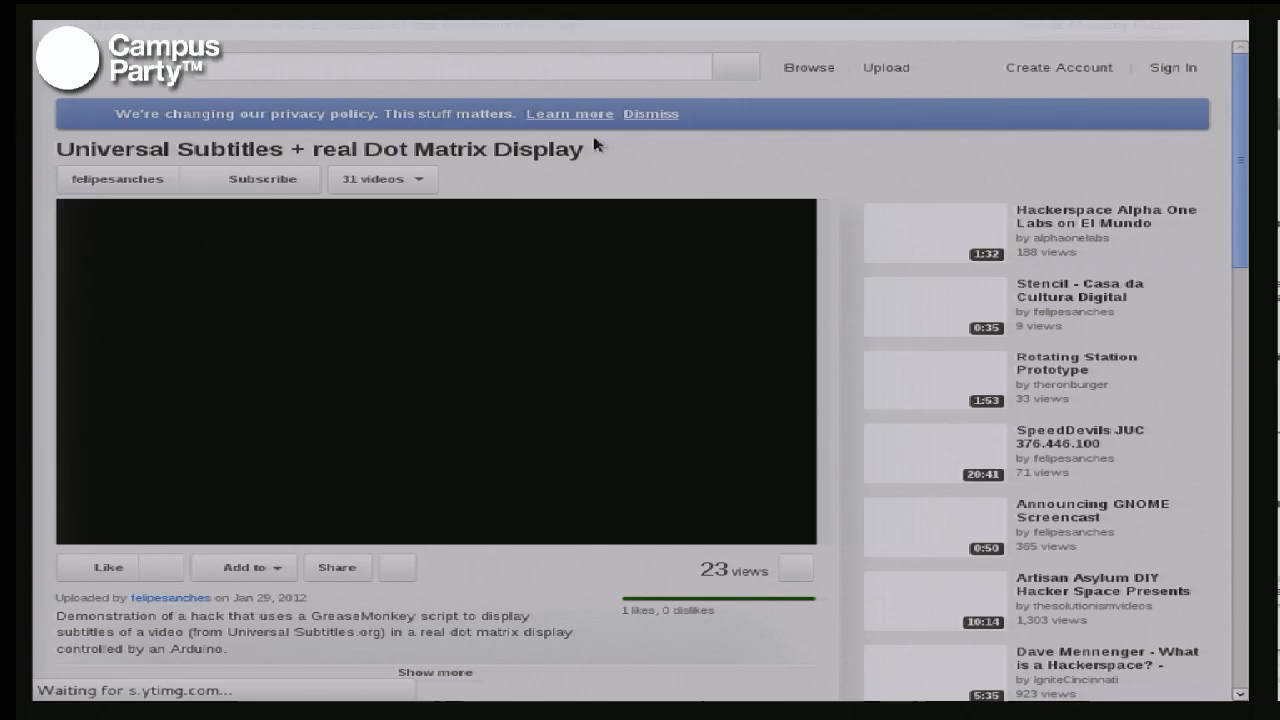 Campus
Party™
Browse
Upload
Create Account
Sign In
We're changing our privacy policy. This stuff matters. Learn more Dismiss
Universal Subtitles + real Dot Matrix Display
felipesanches
Subscribe
31 videos
Hackerspace Alpha One
Labs on El Mundo
by alphaonelabs
188 views
1:32
Stencil - Casa da
Cultura Digital
by felipesanches
9 views
0:35
Rotating Station
Prototype
by theronburger
33 views
1:53
SpeedDevils JUC
376.446.100
by felipesanches
71 views
20:41
Announcing GNOME
Screencast
by felipesanches
365 views
0:50
Artisan Asylum DIY
Hacker Space Presents
by thesolutionismvideos
1,303 views
10:14
Dave Mennenger - What
is a Hackerspace? -
by IgniteCincinnati
923 views
5:35
Like
Add to
Share
23 views
Uploaded by felipesanches on Jan 29, 2012
1 likes, 0 dislikes
Demonstration of a hack that uses a GreaseMonkey script to display
subtitles of a video (from Universal Subtitles.org) in a real dot matrix display
controlled by an Arduino.
Show more
Waiting for s.ytimg.com...